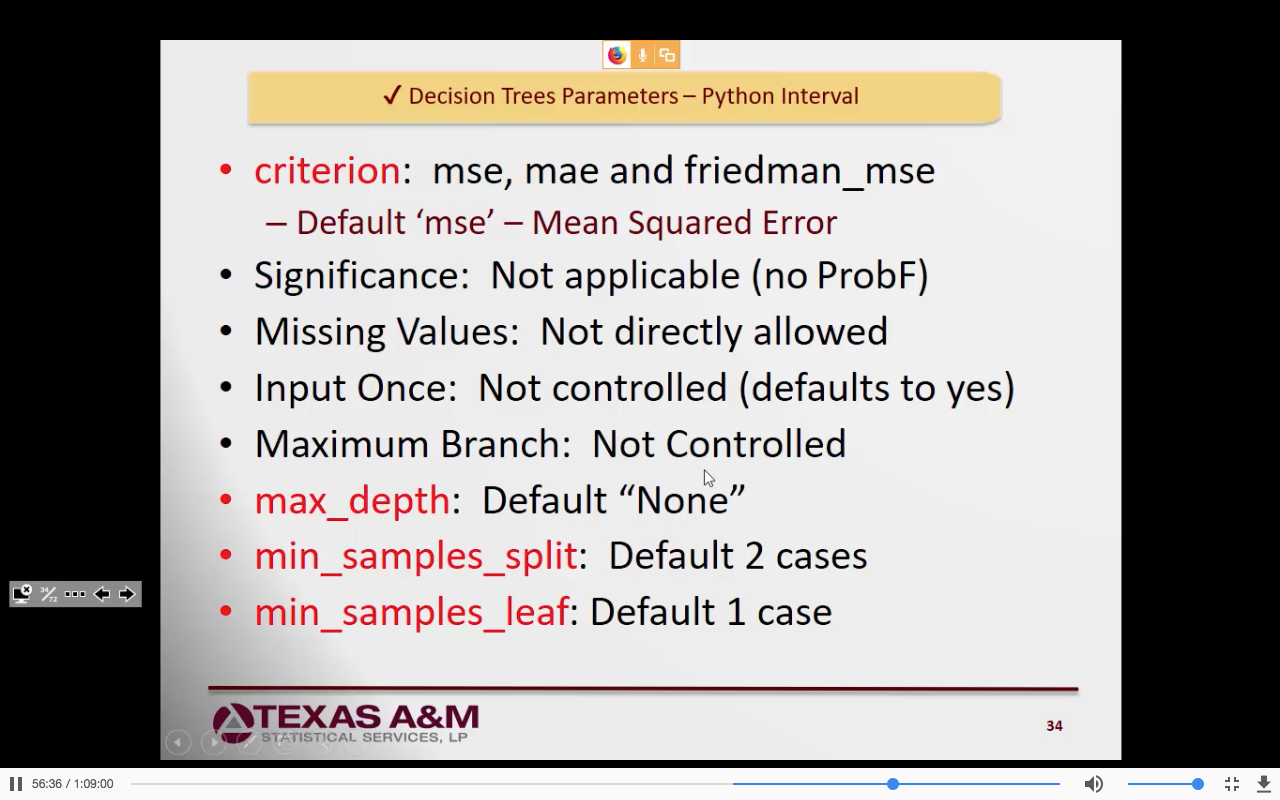 ✓ Decision Trees Parameters – Python Interval
• criterion: mse, mae and friedman_mse
– Default ‘mse’ – Mean Squared Error
• Significance: Not applicable (no ProbF)
• Missing Values: Not directly allowed
• Input Once: Not controlled (defaults to yes)
• Maximum Branch: Not Controlled
• max_depth: Default “None”
• min_samples_split: Default 2 cases
• min_samples_leaf: Default 1 case
34/72
TEXAS A&M
STATISTICAL SERVICES, LP
34
56:36 / 1:09:00